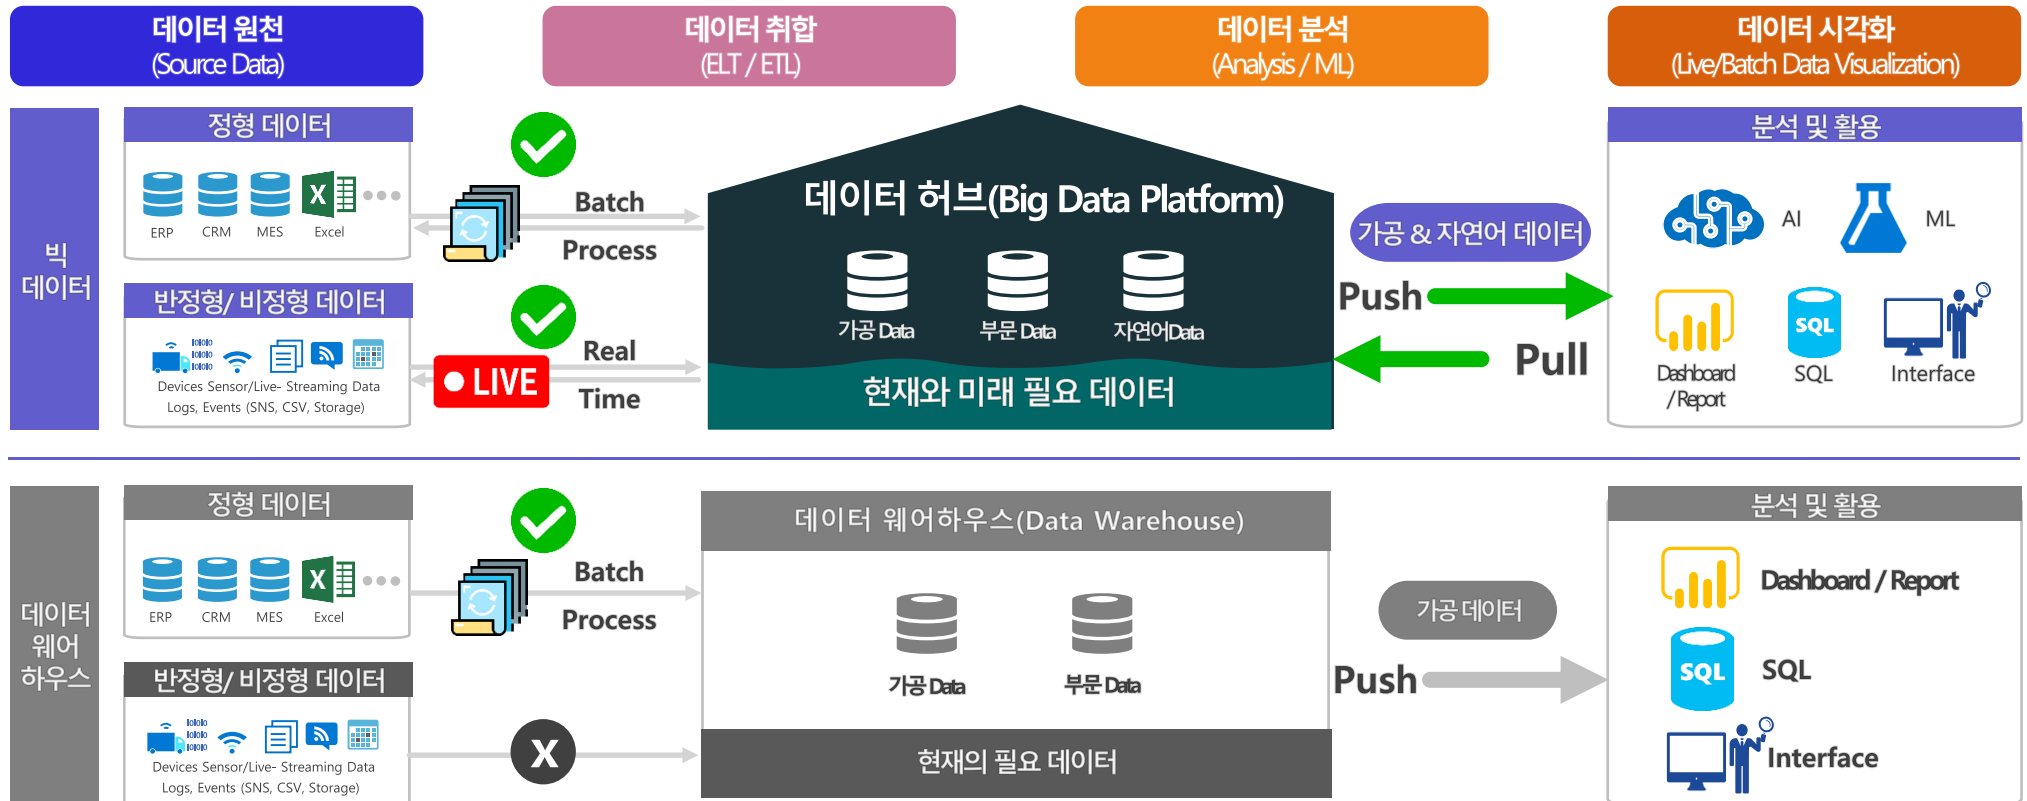 데이터 원천
(Source Data)
데이터 취합
(ELT / ETL)
데이터 분석
(Analysis / ML)
데이터 시각화
(Live/Batch Data Visualization)
빅
데이터
정형 데이터
X
ERP
CRM
MES
Excel
Batch
Process
반정형/ 비정형 데이터
Devices Sensor/Live- Streaming Data
Logs, Events (SNS, CSV, Storage)
LIVE
Real
Time
데이터 허브(Big Data Platform)
가공 Data
부문 Data
자연어Data
현재와 미래 필요 데이터
가공 & 자연어 데이터
Push
Pull
분석 및 활용
AI
ML
Dashboard
/ Report
SQL
SQL
Interface
데이터
웨어
하우스
정형 데이터
X
ERP
CRM
MES
Excel
Batch
Process
반정형/ 비정형 데이터
Devices Sensor/Live- Streaming Data
Logs, Events (SNS, CSV, Storage)
X
데이터 웨어하우스(Data Warehouse)
가공 Data
부문 Data
현재의 필요 데이터
가공 데이터
Push
분석 및 활용
Dashboard / Report
SQL
SQL
Interface